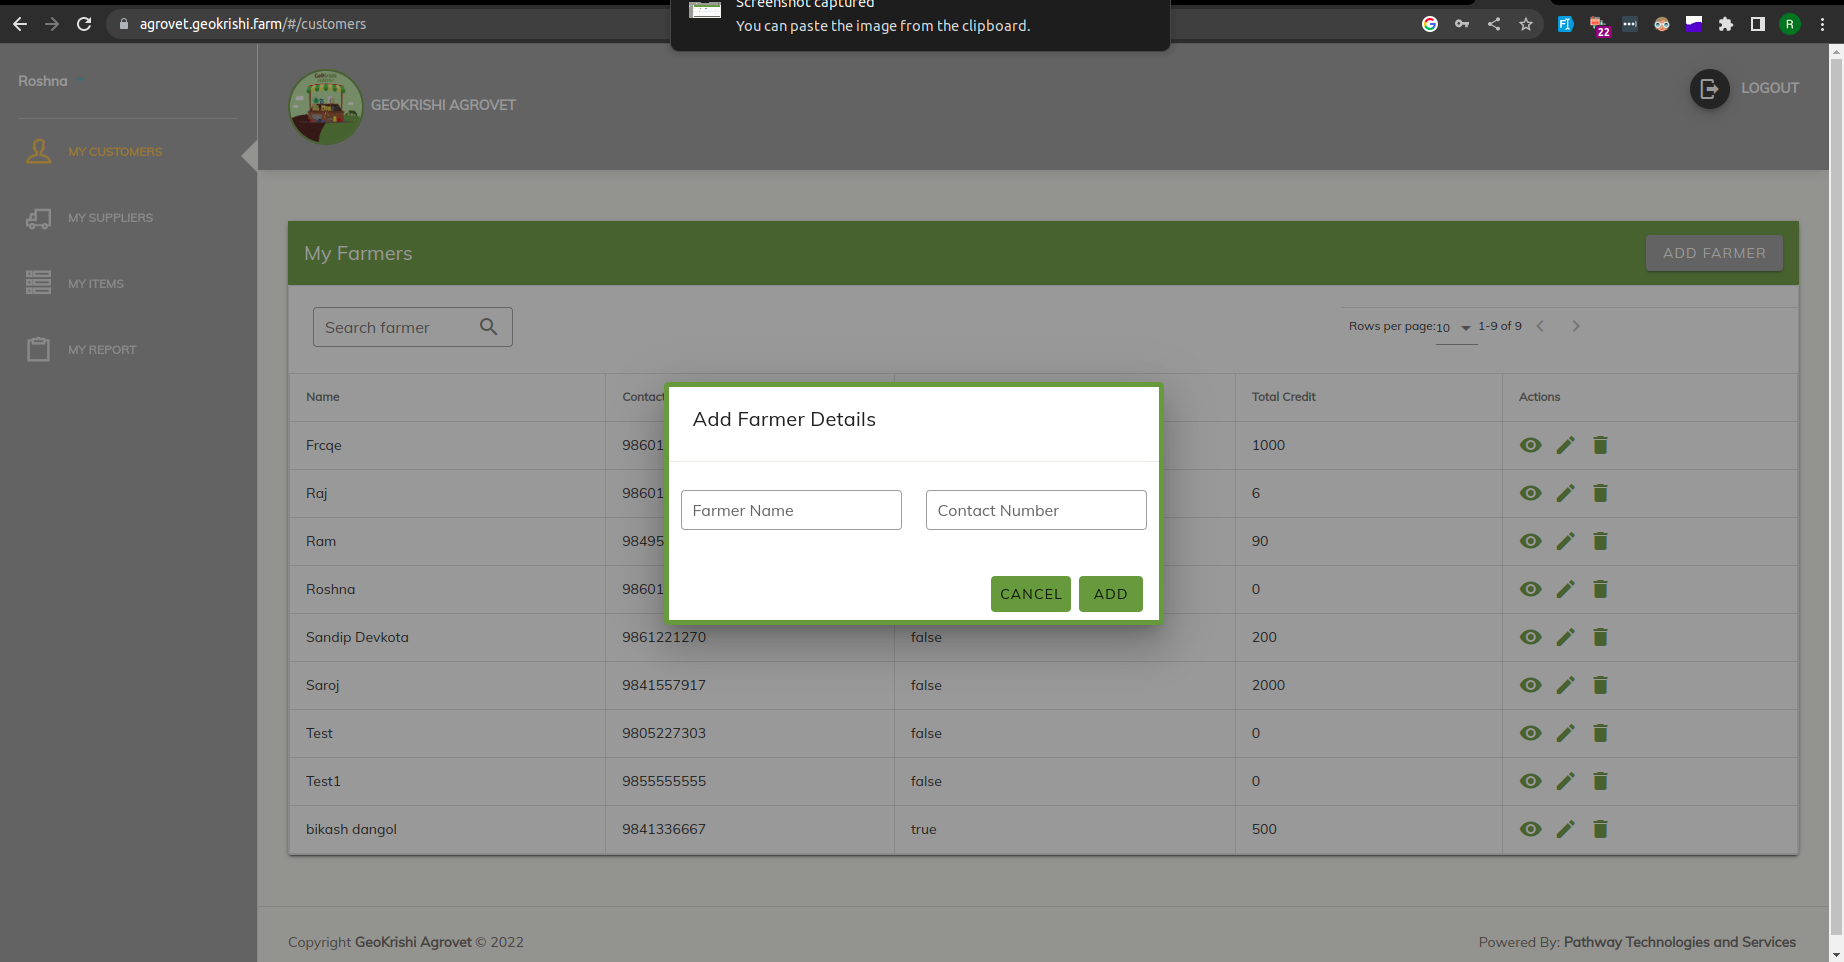 Screenshot captured
You can paste the image from the clipboard.
agrovet.geokrishi.farm/#/customers
22
R
Roshna
GEOKRISHI AGROVET
LOGOUT
MY CUSTOMERS
MY SUPPLIERS
MY ITEMS
MY REPORT
My Farmers
ADD FARMER
Search farmer
Rows per page: 10 1-9 of 9
Name Contact Total Credit Actions
Frcqe 98601 1000
Raj 98601 6
Ram 98495 90
Roshna 98601 0
Sandip Devkota 9861221270 false 200
Saroj 9841557917 false 2000
Test 9805227303 false 0
Test1 9855555555 false 0
bikash dangol 9841336667 true 500
Add Farmer Details
Farmer Name
Contact Number
CANCEL
ADD
Copyright GeoKrishi Agrovet © 2022
Powered By: Pathway Technologies and Services